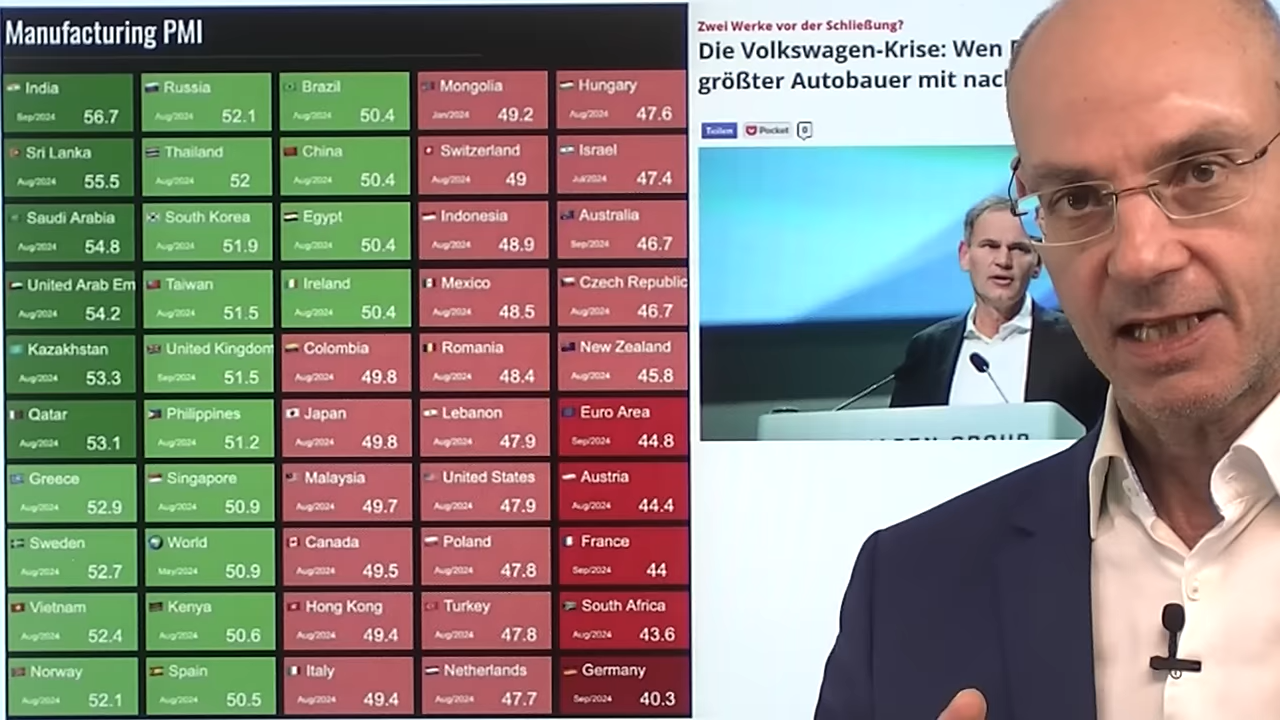 Manufacturing PMI
India
Sep/2024 56.7
Sri Lanka
Aug/2024 55.5
Saudi Arabia
Aug/2024 54.8
United Arab Em
Aug/2024 54.2
Kazakhstan
Aug/2024 53.3
Qatar
Aug/2024 53.1
Greece
Aug/2024 52.9
Sweden
Aug/2024 52.7
Vietnam
Aug/2024 52.4
Norway
Aug/2024 52.1
Russia
Aug/2024 52.1
Thailand
Aug/2024 52
South Korea
Aug/2024 51.9
Taiwan
Aug/2024 51.5
United Kingdom
Sep/2024 51.5
Philippines
Aug/2024 51.2
Singapore
Aug/2024 50.9
World
May/2024 50.9
Kenya
Aug/2024 50.6
Spain
Aug/2024 50.5
Brazil
Aug/2024 50.4
China
Aug/2024 50.4
Egypt
Aug/2024 50.4
Ireland
Aug/2024 50.4
Colombia
Aug/2024 49.8
Japan
Aug/2024 49.8
Malaysia
Aug/2024 49.7
Canada
Aug/2024 49.5
Hong Kong
Aug/2024 49.4
Italy
Aug/2024 49.4
Mongolia
Jan/2024 49.2
Switzerland
Aug/2024 49
Indonesia
Aug/2024 48.9
Mexico
Aug/2024 48.5
Romania
Aug/2024 48.4
Lebanon
Aug/2024 47.9
United States
Aug/2024 47.9
Poland
Aug/2024 47.8
Turkey
Aug/2024 47.8
Netherlands
Aug/2024 47.7
Hungary
Aug/2024 47.6
Israel
Jul/2024 47.4
Australia
Sep/2024 46.7
Czech Republic
Aug/2024 46.7
New Zealand
Aug/2024 45.8
Euro Area
Sep/2024 44.8
Austria
Aug/2024 44.4
France
Sep/2024 44
South Africa
Aug/2024 43.6
Germany
Sep/2024 40.3
Zwei Werke vor der Schließung?
Die Volkswagen-Krise: Wen
größter Autobauer mit nac
Teilen Pocket 0
GROUP